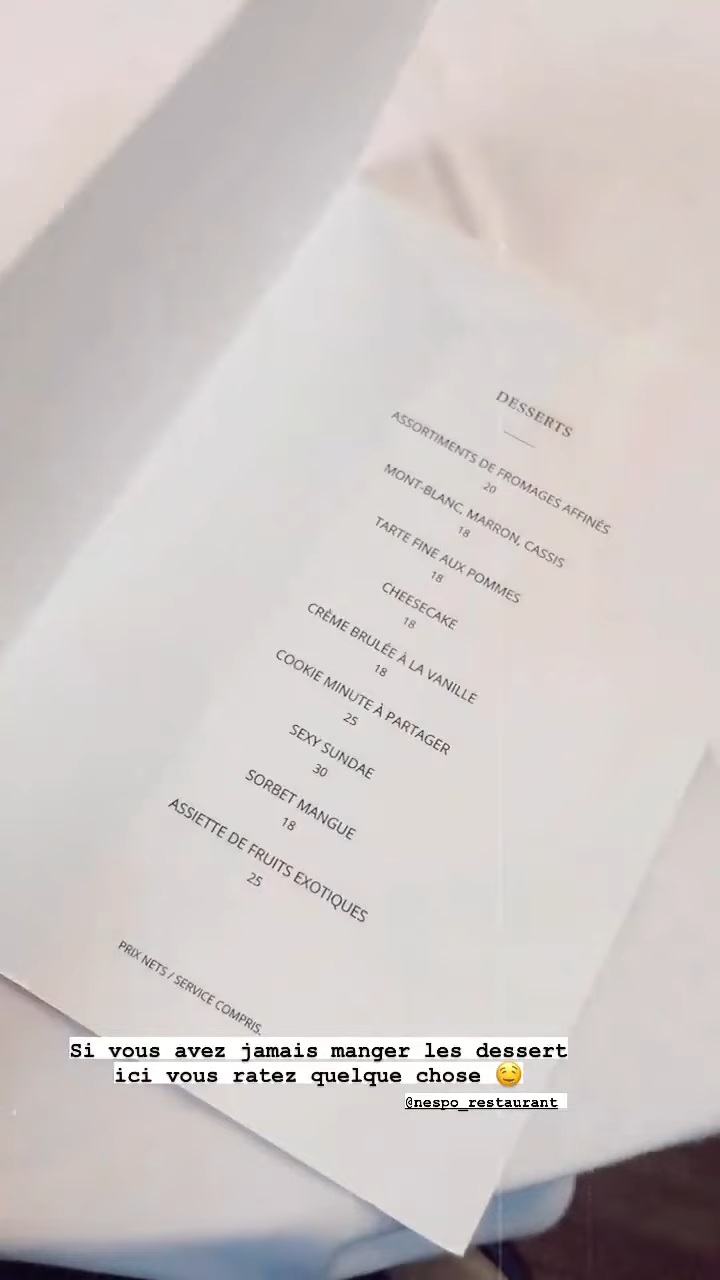 DESSERTS
ASSORTIMENTS DE FROMAGES AFFINÉS
20
MONT-BLANC, MARRON, CASSIS
18
TARTE FINE AUX POMMES
18
CHEESECAKE
18
CRÈME BRULÉE À LA VANILLE
18
COOKIE MINUTE À PARTAGER
25
SEXY SUNDAE
30
SORBET MANGUE
18
ASSIETTE DE FRUITS EXOTIQUES
25
PRIX NETS / SERVICE COMPRIS.
Si vous avez jamais manger les dessert
ici vous ratez quelque chose 🤤
@nespo_restaurant